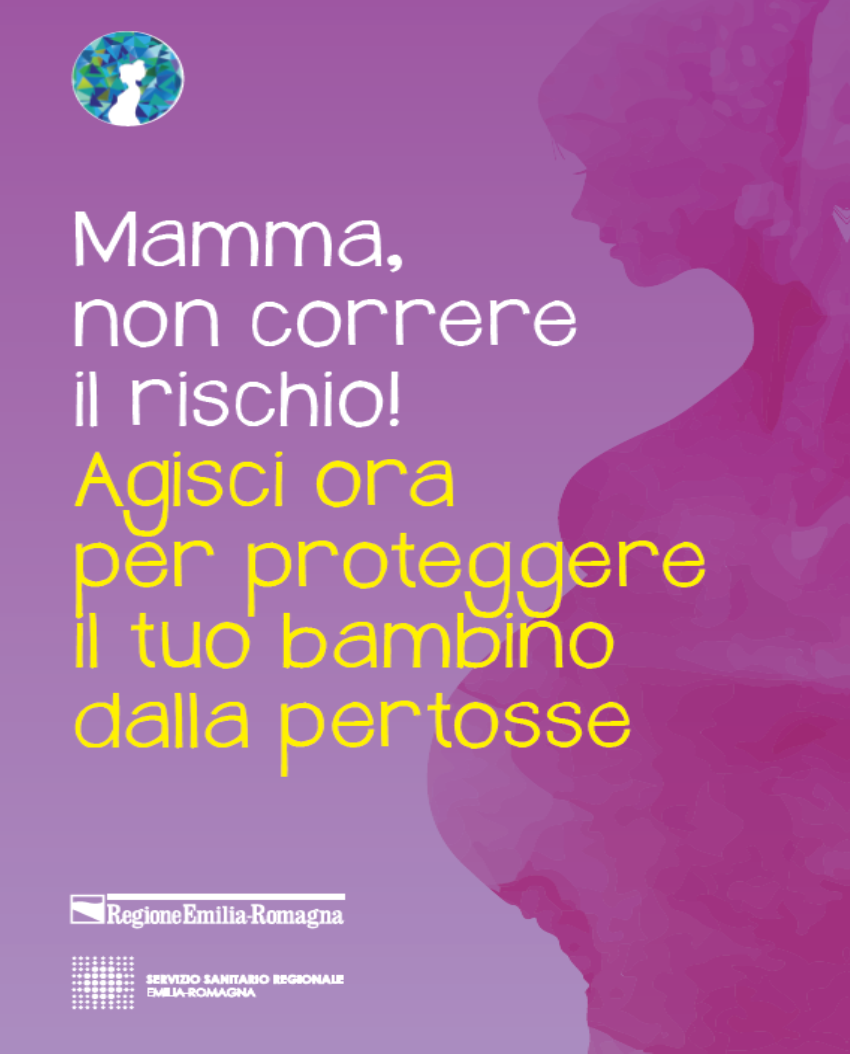 Mamma,
non correre
il rischio!
Agisci ora
per proteggere
il tuo bambino
dalla pertosse
RegioneEmilia-Romagna
SERVIZIO SANITARIO REGIONALE
EMILIA-ROMAGNA